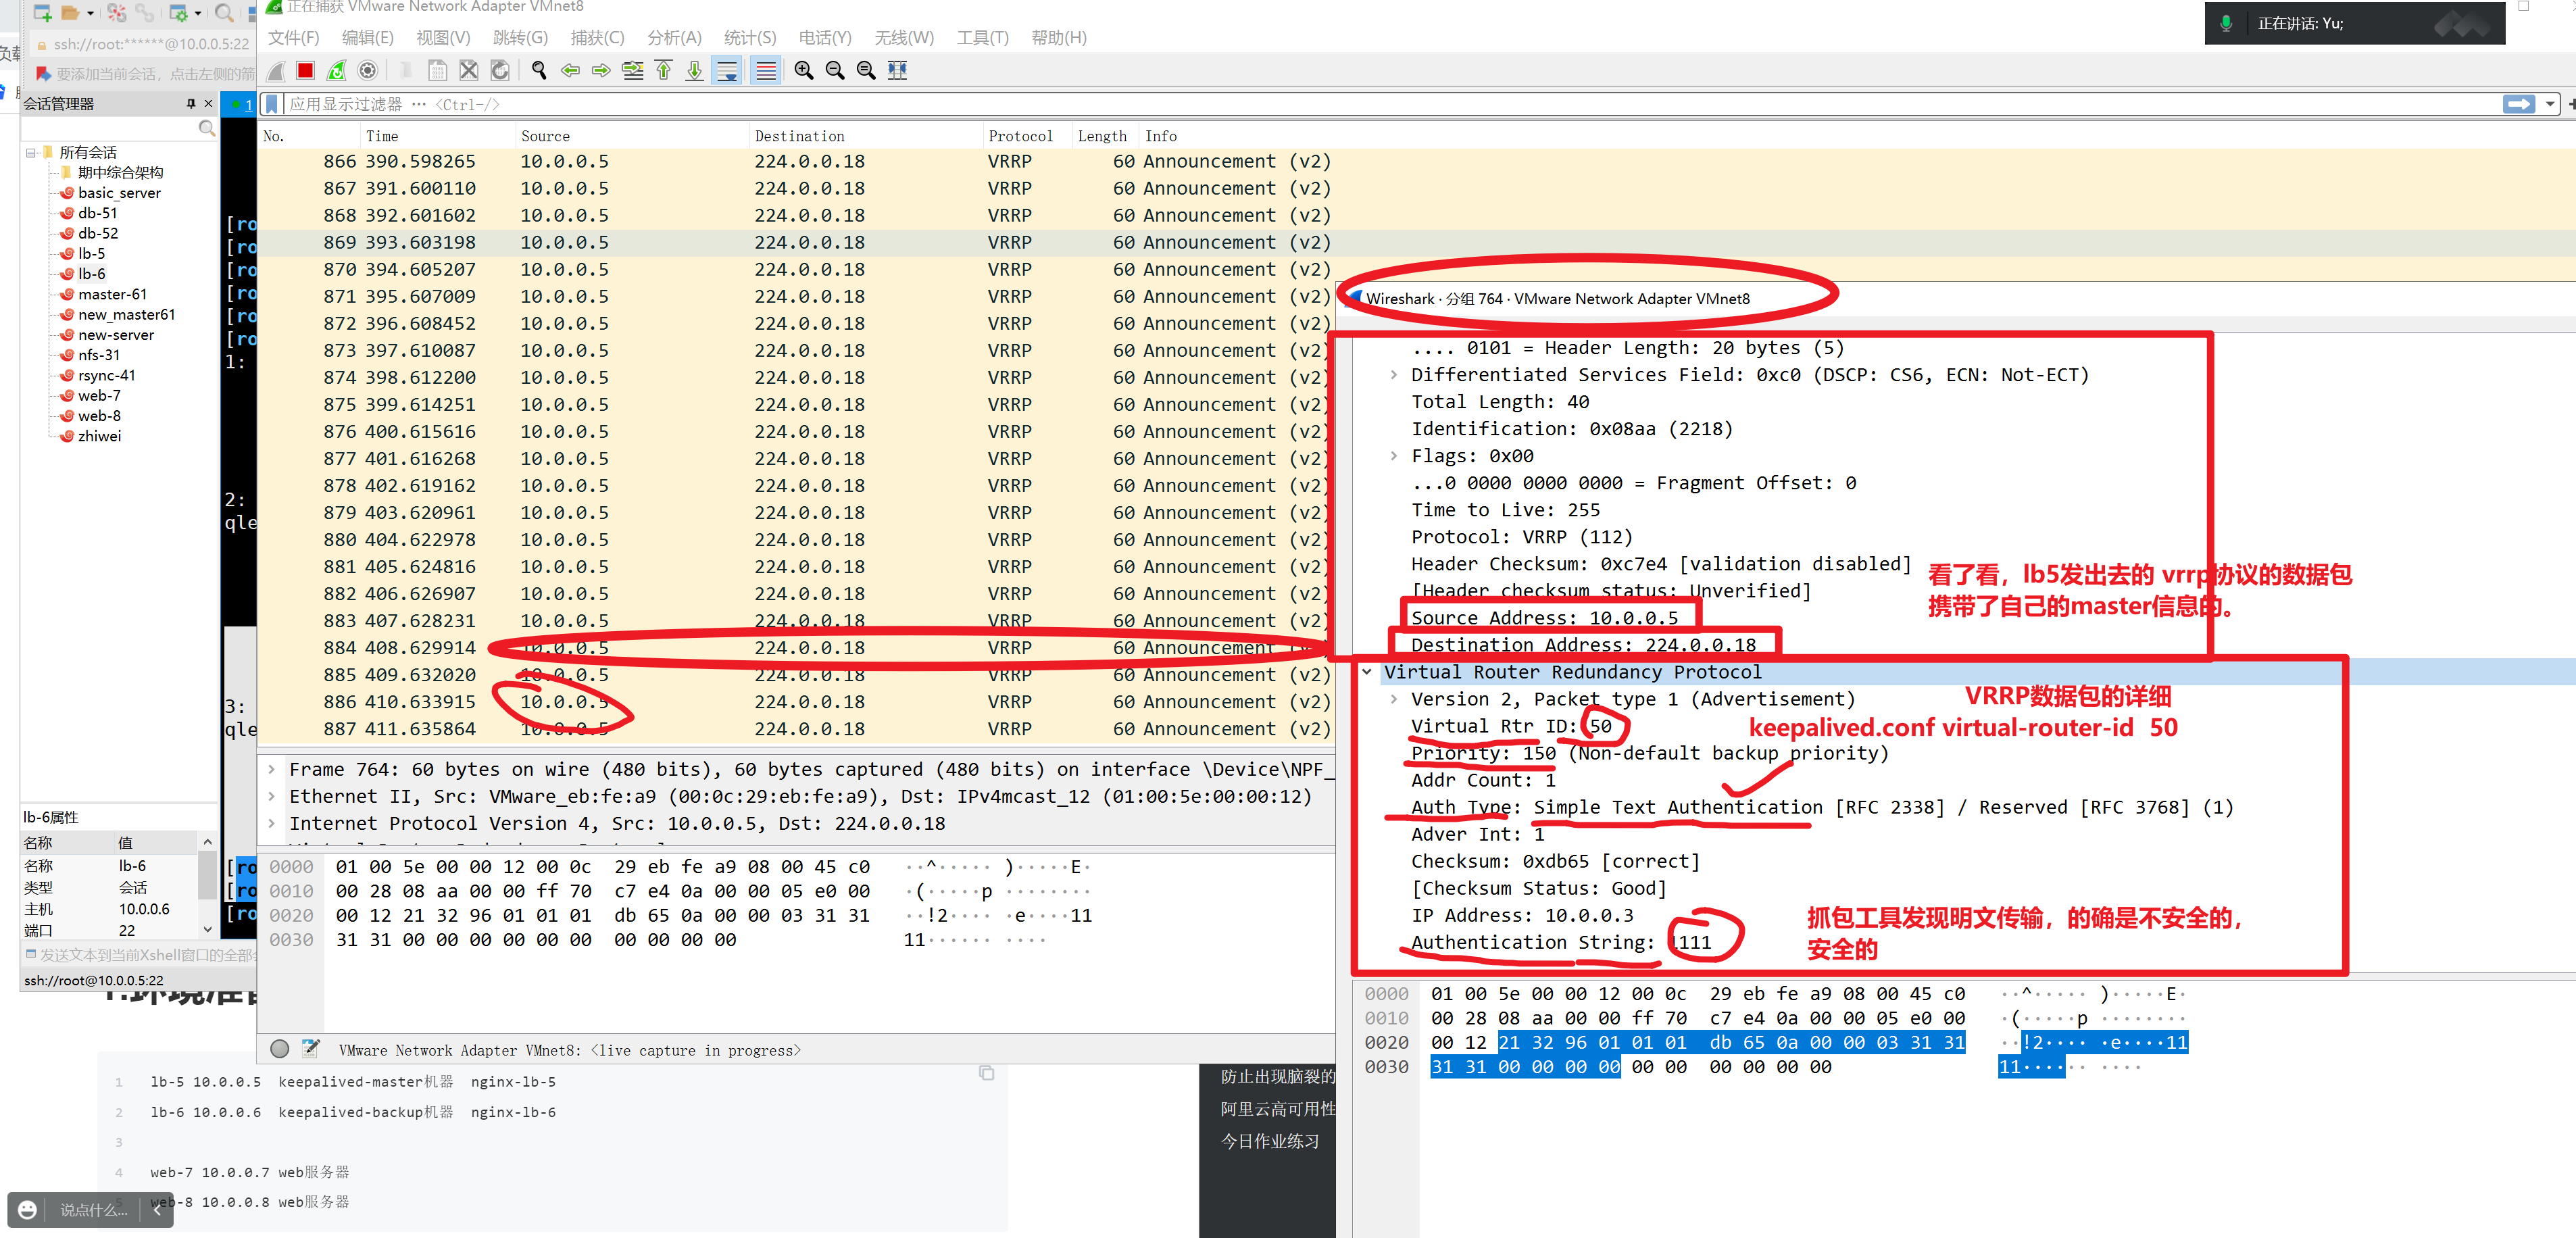 正在捕获 VMware Network Adapter VMnet8
正在讲话: Yu;
ssh://root:******@10.0.0.5:22
要添加当前会话，点击左侧的箭
文件(F) 编辑(E) 视图(V) 跳转(G) 捕获(C) 分析(A) 统计(S) 电话(Y) 无线(W) 工具(T) 帮助(H)
会话管理器
1
应用显示过滤器 … <Ctrl-/>
所有会话
期中综合架构
basic_server
db-51
db-52
lb-5
lb-6
master-61
new_master61
new-server
nfs-31
rsync-41
web-7
web-8
zhiwei
[ro
[ro
[ro
[ro
[ro
[ro
1:
2:
qle
3:
qle
[ro
[ro
[ro
No. Time Source Destination Protocol Length Info
866 390.598265 10.0.0.5 224.0.0.18 VRRP 60 Announcement (v2)
867 391.600110 10.0.0.5 224.0.0.18 VRRP 60 Announcement (v2)
868 392.601602 10.0.0.5 224.0.0.18 VRRP 60 Announcement (v2)
869 393.603198 10.0.0.5 224.0.0.18 VRRP 60 Announcement (v2)
870 394.605207 10.0.0.5 224.0.0.18 VRRP 60 Announcement (v2)
871 395.607009 10.0.0.5 224.0.0.18 VRRP 60 Announcement (v2)
872 396.608452 10.0.0.5 224.0.0.18 VRRP 60 Announcement (v2)
873 397.610087 10.0.0.5 224.0.0.18 VRRP 60 Announcement (v2)
874 398.612200 10.0.0.5 224.0.0.18 VRRP 60 Announcement (v2)
875 399.614251 10.0.0.5 224.0.0.18 VRRP 60 Announcement (v2)
876 400.615616 10.0.0.5 224.0.0.18 VRRP 60 Announcement (v2)
877 401.616268 10.0.0.5 224.0.0.18 VRRP 60 Announcement (v2)
878 402.619162 10.0.0.5 224.0.0.18 VRRP 60 Announcement (v2)
879 403.620961 10.0.0.5 224.0.0.18 VRRP 60 Announcement (v2)
880 404.622978 10.0.0.5 224.0.0.18 VRRP 60 Announcement (v2)
881 405.624816 10.0.0.5 224.0.0.18 VRRP 60 Announcement (v2)
882 406.626907 10.0.0.5 224.0.0.18 VRRP 60 Announcement (v2)
883 407.628231 10.0.0.5 224.0.0.18 VRRP 60 Announcement (v2)
884 408.629914 10.0.0.5 224.0.0.18 VRRP 60 Announcement (v2)
885 409.632020 10.0.0.5 224.0.0.18 VRRP 60 Announcement (v2)
886 410.633915 10.0.0.5 224.0.0.18 VRRP 60 Announcement (v2)
887 411.635864 10.0.0.5 224.0.0.18 VRRP 60 Announcement (v2)
Frame 764: 60 bytes on wire (480 bits), 60 bytes captured (480 bits) on interface \Device\NPF_
Ethernet II, Src: VMware_eb:fe:a9 (00:0c:29:eb:fe:a9), Dst: IPv4mcast_12 (01:00:5e:00:00:12)
Internet Protocol Version 4, Src: 10.0.0.5, Dst: 224.0.0.18
0000 01 00 5e 00 00 12 00 0c 29 eb fe a9 08 00 45 c0 ··^····· )·····E·
0010 00 28 08 aa 00 00 ff 70 c7 e4 0a 00 00 05 e0 00 ·(·····p ········
0020 00 12 21 32 96 01 01 01 db 65 0a 00 00 03 31 31 ··!2···· ·e····11
0030 31 31 00 00 00 00 00 00 00 00 00 00 11······ ····
VMware Network Adapter VMnet8: <live capture in progress>
Wireshark · 分组 764 · VMware Network Adapter VMnet8
.... 0101 = Header Length: 20 bytes (5)
Differentiated Services Field: 0xc0 (DSCP: CS6, ECN: Not-ECT)
Total Length: 40
Identification: 0x08aa (2218)
Flags: 0x00
...0 0000 0000 0000 = Fragment Offset: 0
Time to Live: 255
Protocol: VRRP (112)
Header Checksum: 0xc7e4 [validation disabled]
[Header checksum status: Unverified]
Source Address: 10.0.0.5
Destination Address: 224.0.0.18
看了看，lb5发出去的 vrrp协议的数据包
携带了自己的master信息的。
Virtual Router Redundancy Protocol
Version 2, Packet type 1 (Advertisement)
Virtual Rtr ID: 50
Priority: 150 (Non-default backup priority)
Addr Count: 1
Auth Type: Simple Text Authentication [RFC 2338] / Reserved [RFC 3768] (1)
Adver Int: 1
Checksum: 0xdb65 [correct]
[Checksum Status: Good]
IP Address: 10.0.0.3
Authentication String: 1111
VRRP数据包的详细
keepalived.conf virtual-router-id 50
抓包工具发现明文传输，的确是不安全的，
安全的
0000 01 00 5e 00 00 12 00 0c 29 eb fe a9 08 00 45 c0 ··^····· )·····E·
0010 00 28 08 aa 00 00 ff 70 c7 e4 0a 00 00 05 e0 00 ·(·····p ········
0020 00 12 21 32 96 01 01 01 db 65 0a 00 00 03 31 31 ··!2···· ·e····11
0030 31 31 00 00 00 00 00 00 00 00 00 00 11······ ····
lb-6属性
名称 值
名称 lb-6
类型 会话
主机 10.0.0.6
端口 22
发送文本到当前Xshell窗口的全部
ssh://root@10.0.0.5:22
1 lb-5 10.0.0.5 keepalived-master机器 nginx-lb-5
2 lb-6 10.0.0.6 keepalived-backup机器 nginx-lb-6
3
4 web-7 10.0.0.7 web服务器
5 web-8 10.0.0.8 web服务器
说点什么...
防止出现脑裂的
阿里云高可用性
今日作业练习